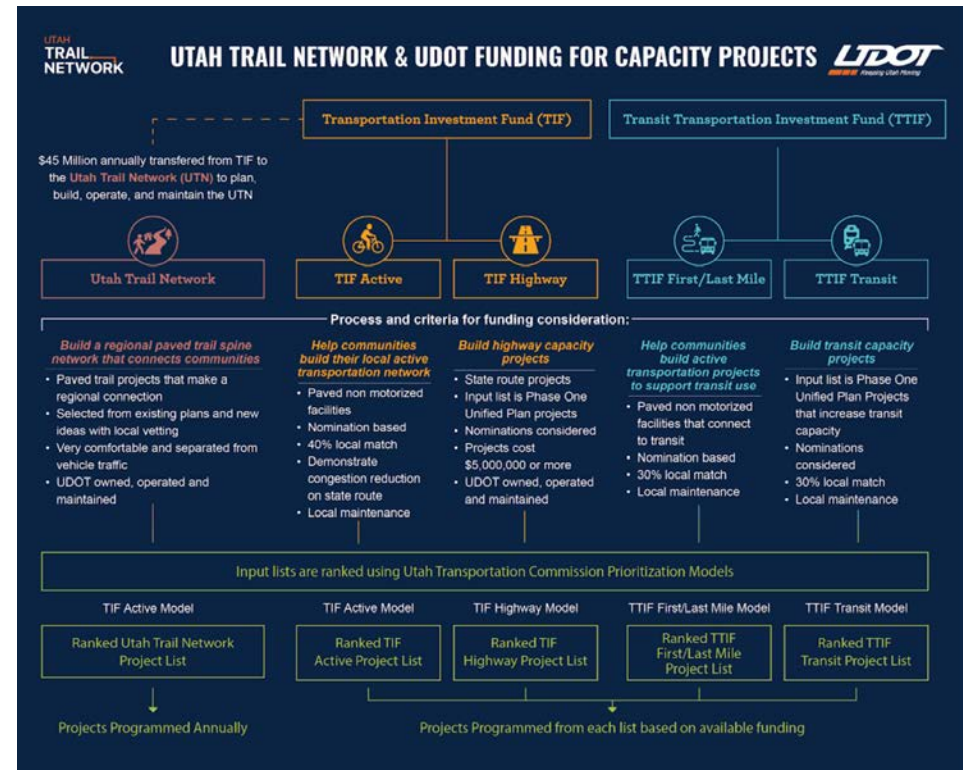 UTAH
TRAIL
NETWORK
UTAH TRAIL NETWORK & UDOT FUNDING FOR CAPACITY PROJECTS
UDOT
Keeping Utah Moving
Transportation Investment Fund (TIF)
Transit Transportation Investment Fund (TTIF)
$45 Million annually transfered from TIF to
the Utah Trail Network (UTN) to plan,
build, operate, and maintain the UTN
Utah Trail Network
TIF Active
TIF Highway
TTIF First/Last Mile
TTIF Transit
Process and criteria for funding consideration:
Build a regional paved trail spine
network that connects communities
• Paved trail projects that make a
regional connection
• Selected from existing plans and new
ideas with local vetting
• Very comfortable and separated from
vehicle traffic
• UDOT owned, operated and
maintained
Help communities
build their local active
transportation network
• Paved non motorized
facilities
• Nomination based
• 40% local match
• Demonstrate
congestion reduction
on state route
• Local maintenance
Build highway capacity
projects
• State route projects
• Input list is Phase One
Unified Plan projects
• Nominations considered
• Projects cost
$5,000,000 or more
• UDOT owned, operated
and maintained
Help communities
build active
transportation projects
to support transit use
• Paved non motorized
facilities that connect
to transit
• Nomination based
• 30% local match
• Local maintenance
Build transit capacity
projects
• Input list is Phase One
Unified Plan Projects
that increase transit
capacity
• Nominations
considered
• 30% local match
• Local maintenance
Input lists are ranked using Utah Transportation Commission Prioritization Models
TIF Active Model
TIF Active Model
TIF Highway Model
TTIF First/Last Mile Model
TTIF Transit Model
Ranked Utah Trail Network
Project List
Ranked TIF
Active Project List
Ranked TIF
Highway Project List
Ranked TTIF
First/Last Mile
Project List
Ranked TTIF
Transit Project List
Projects Programmed Annually
Projects Programmed from each list based on available funding